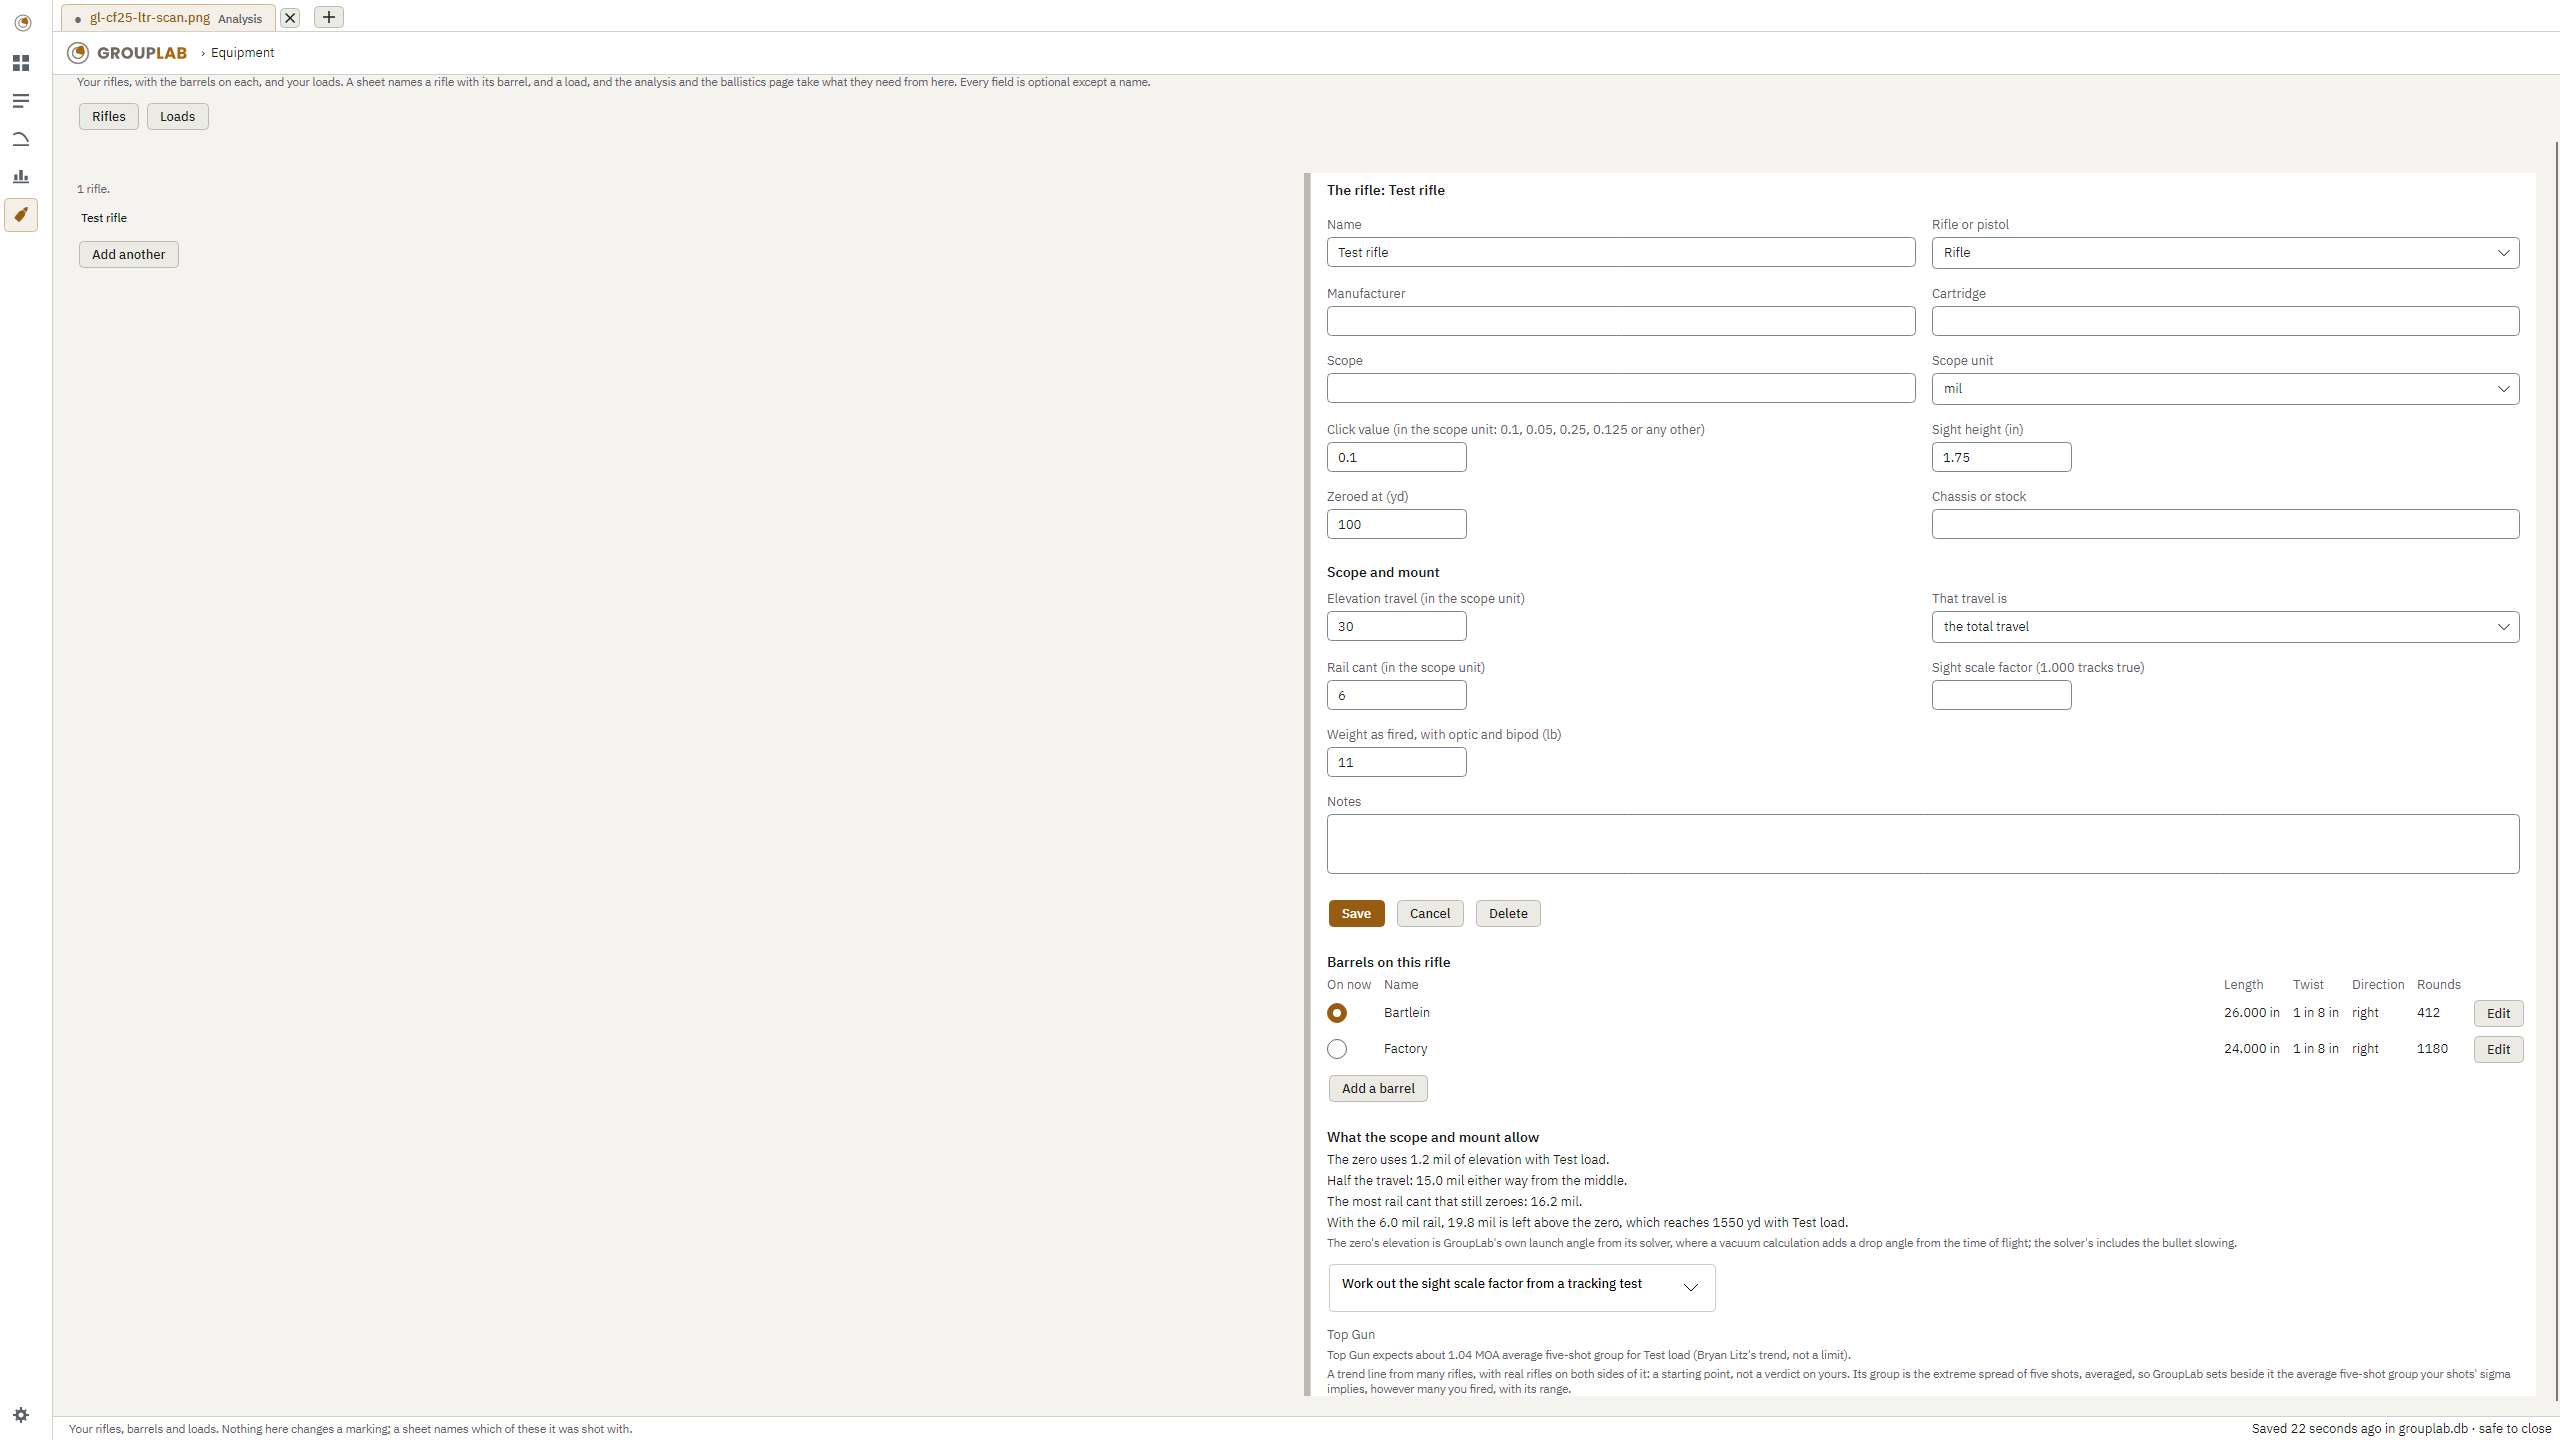 gl-cf25-ltr-scan.png Analysis
GROUPLAB › Equipment
Your rifles, with the barrels on each, and your loads. A sheet names a rifle with its barrel, and a load, and the analysis and the ballistics page take what they need from here. Every field is optional except a name.
Rifles Loads
1 rifle.
Test rifle
Add another
The rifle: Test rifle
Name Rifle or pistol
Test rifle Rifle
Manufacturer Cartridge
Scope Scope unit
mil
Click value (in the scope unit: 0.1, 0.05, 0.25, 0.125 or any other) Sight height (in)
0.1 1.75
Zeroed at (yd) Chassis or stock
100
Scope and mount
Elevation travel (in the scope unit) That travel is
30 the total travel
Rail cant (in the scope unit) Sight scale factor (1.000 tracks true)
6
Weight as fired, with optic and bipod (lb)
11
Notes
Save Cancel Delete
Barrels on this rifle
On now Name Length Twist Direction Rounds
Bartlein 26.000 in 1 in 8 in right 412 Edit
Factory 24.000 in 1 in 8 in right 1180 Edit
Add a barrel
What the scope and mount allow
The zero uses 1.2 mil of elevation with Test load.
Half the travel: 15.0 mil either way from the middle.
The most rail cant that still zeroes: 16.2 mil.
With the 6.0 mil rail, 19.8 mil is left above the zero, which reaches 1550 yd with Test load.
The zero's elevation is GroupLab's own launch angle from its solver, where a vacuum calculation adds a drop angle from the time of flight; the solver's includes the bullet slowing.
Work out the sight scale factor from a tracking test
Top Gun
Top Gun expects about 1.04 MOA average five-shot group for Test load (Bryan Litz's trend, not a limit).
A trend line from many rifles, with real rifles on both sides of it: a starting point, not a verdict on yours. Its group is the extreme spread of five shots, averaged, so GroupLab sets beside it the average five-shot group your shots' sigma
implies, however many you fired, with its range.
Your rifles, barrels and loads. Nothing here changes a marking; a sheet names which of these it was shot with.
Saved 22 seconds ago in grouplab.db · safe to close